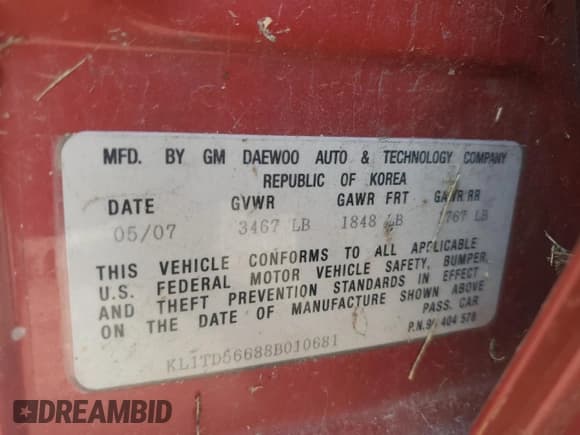 MFD. BY GM DAEWOO AUTO & TECHNOLOGY COMPANY
REPUBLIC OF KOREA
DATE GVWR GAWR FRT GAWR RR
05/07 3467 LB 1848 LB 1767 LB
THIS VEHICLE CONFORMS TO ALL APPLICABLE
U.S. FEDERAL MOTOR VEHICLE SAFETY, BUMPER,
AND THEFT PREVENTION STANDARDS IN EFFECT
ON THE DATE OF MANUFACTURE SHOWN ABOVE
PASS. CAR
P.N. 404 578
KL1TD56688B010681
DREAMBID